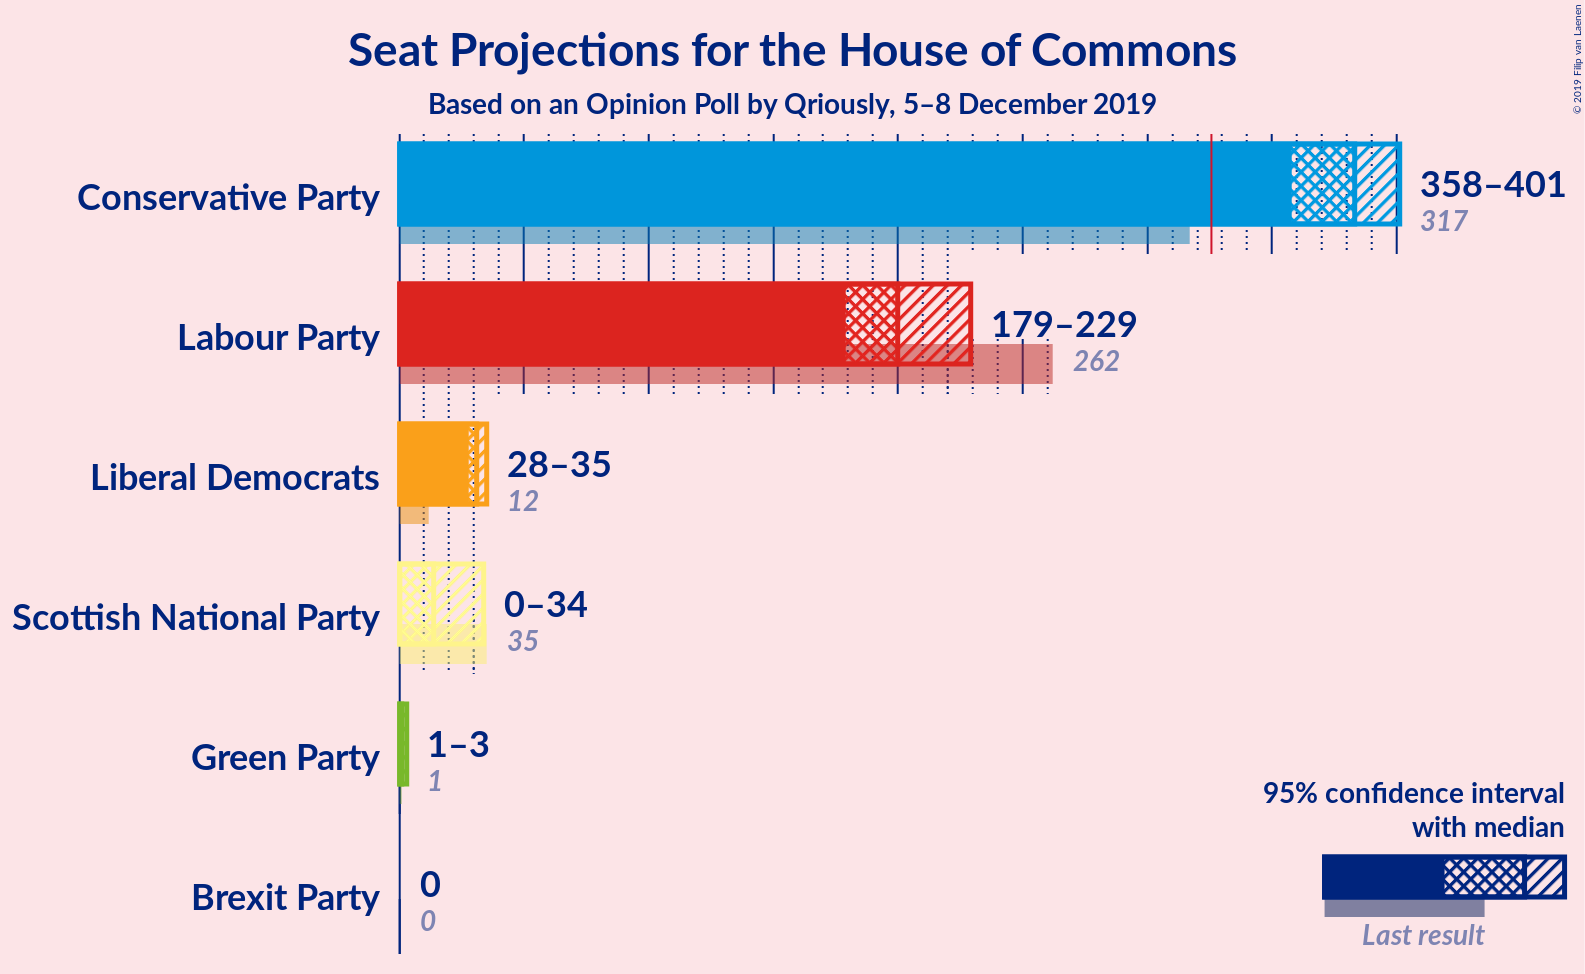 Seat Projections for the House of Commons
Based on an Opinion Poll by Qriously, 5–8 December 2019
© 2019 Filip van Laenen
Conservative Party
358–401
317
Labour Party
179–229
262
Liberal Democrats
28–35
12
Scottish National Party
0–34
35
Green Party
1–3
1
Brexit Party
0
0
95% confidence interval
with median
Last result